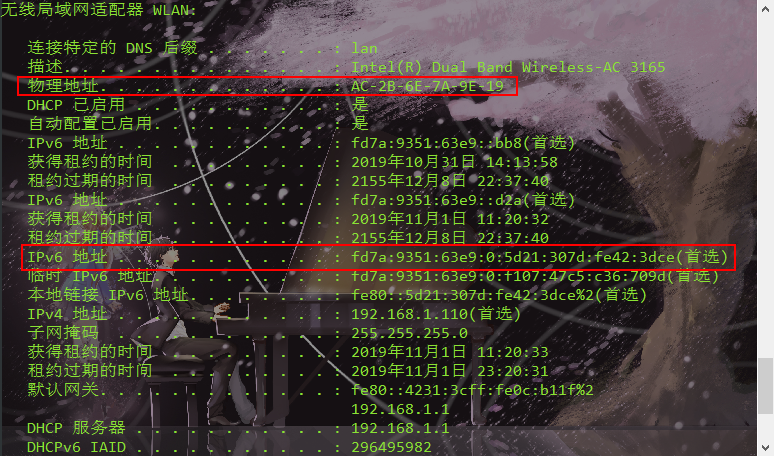 无线局域网适配器 WLAN:
连接特定的 DNS 后缀 . . . . . . . : lan
描述. . . . . . . . . . . . . . . : Intel(R) Dual Band Wireless-AC 3165
物理地址. . . . . . . . . . . . . : AC-2B-6E-7A-9E-19
DHCP 已启用 . . . . . . . . . . . : 是
自动配置已启用. . . . . . . . . . : 是
IPv6 地址 . . . . . . . . . . . . : fd7a:9351:63e9::bb8(首选)
获得租约的时间 . . . . . . . . . : 2019年10月31日 14:13:58
租约过期的时间 . . . . . . . . . : 2155年12月8日 22:37:40
IPv6 地址 . . . . . . . . . . . . : fd7a:9351:63e9::d2a(首选)
获得租约的时间 . . . . . . . . . : 2019年11月1日 11:20:32
租约过期的时间 . . . . . . . . . : 2155年12月8日 22:37:40
IPv6 地址 . . . . . . . . . . . . : fd7a:9351:63e9:0:5d21:307d:fe42:3dce(首选)
临时 IPv6 地址. . . . . . . . . . : fd7a:9351:63e9:0:f107:47c5:c36:709d(首选)
本地链接 IPv6 地址. . . . . . . . : fe80::5d21:307d:fe42:3dce%2(首选)
IPv4 地址 . . . . . . . . . . . . : 192.168.1.110(首选)
子网掩码 . . . . . . . . . . . . : 255.255.255.0
获得租约的时间 . . . . . . . . . : 2019年11月1日 11:20:33
租约过期的时间 . . . . . . . . . : 2019年11月1日 23:20:31
默认网关. . . . . . . . . . . . . : fe80::4231:3cff:fe0c:b11f%2
192.168.1.1
DHCP 服务器 . . . . . . . . . . . : 192.168.1.1
DHCPv6 IAID . . . . . . . . . . . : 296495982